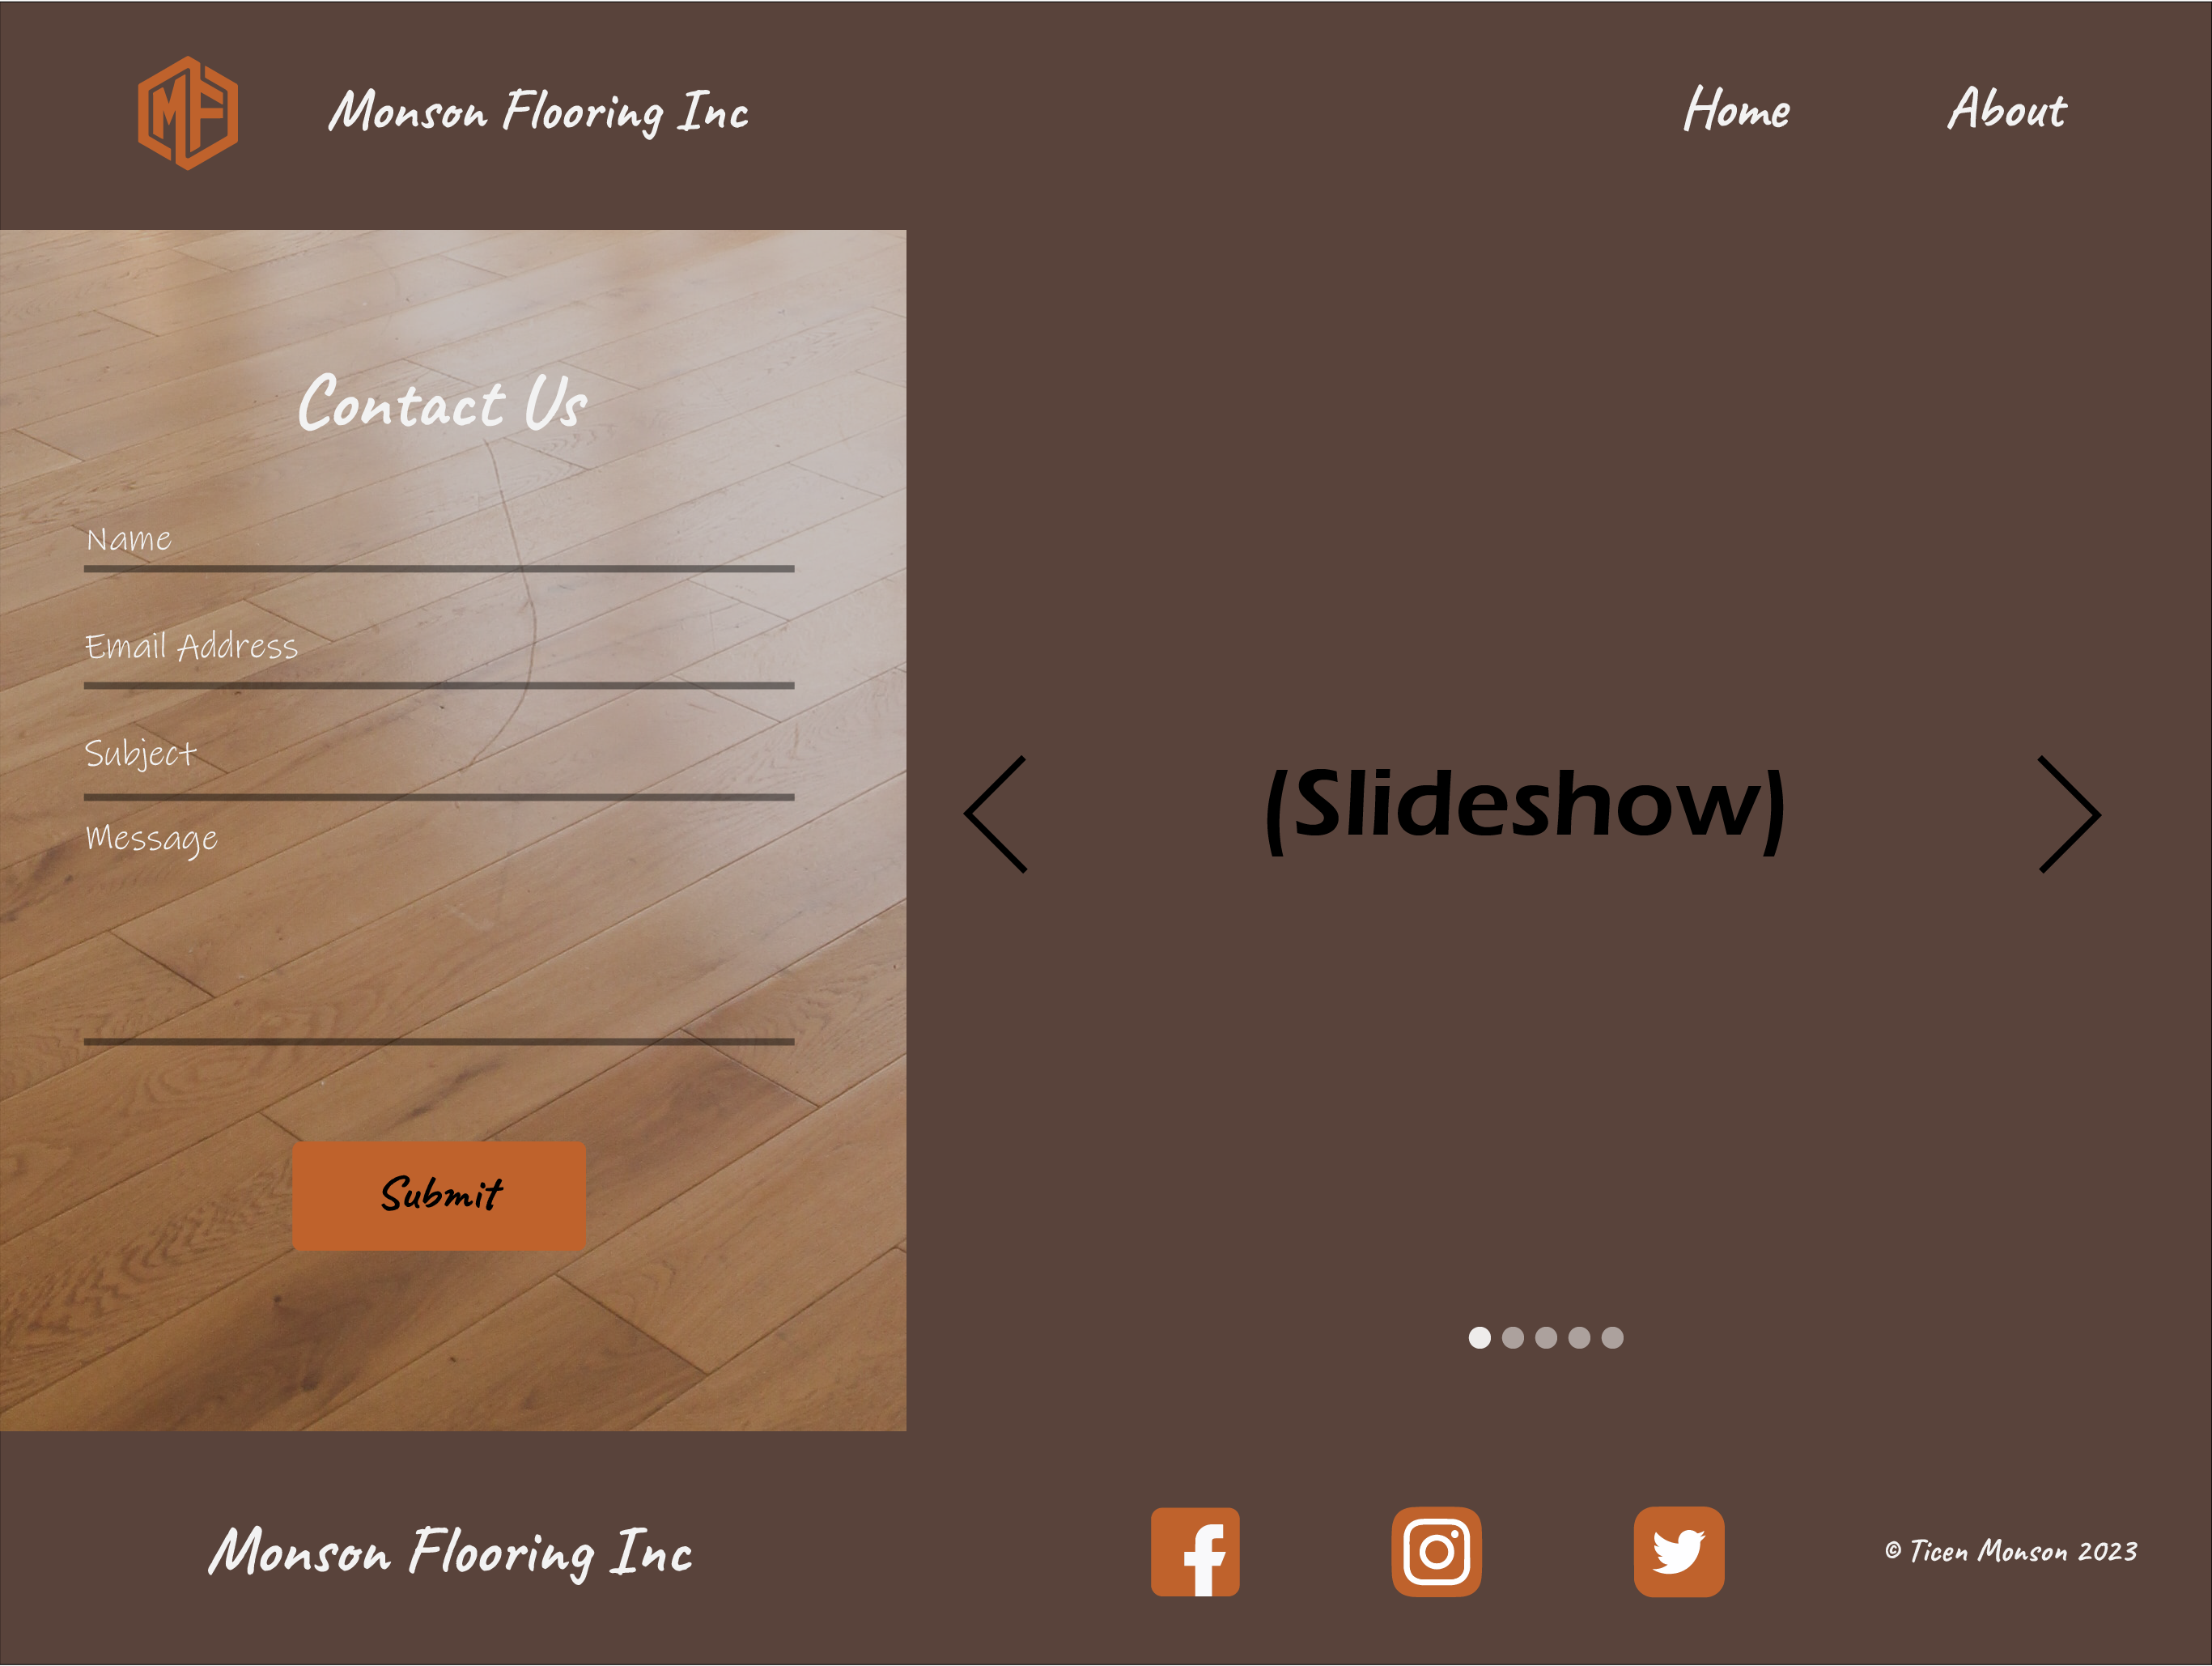 MF
Monson Flooring Inc
Home
About
Contact Us
Name
Email Address
Subject
Message
Submit
(Slideshow)
Monson Flooring Inc
© Ticen Monson 2023